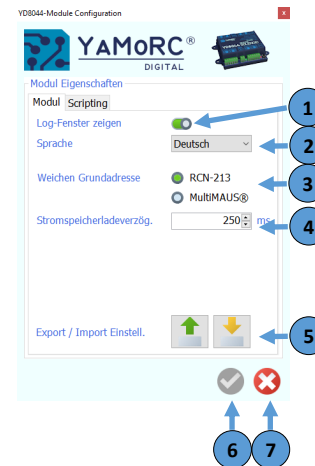 YD8044-Module Configuration
x
YAMORC®
DIGITAL
Modul Eigenschaften
Modul Scripting
Log-Fenster zeigen
1
Sprache Deutsch
2
Weichen Grundadresse RCN-213
3
MultiMAUS®
Stromspeicherladeverzög. 250 ms
4
Export / Import Einstell.
5
6 7